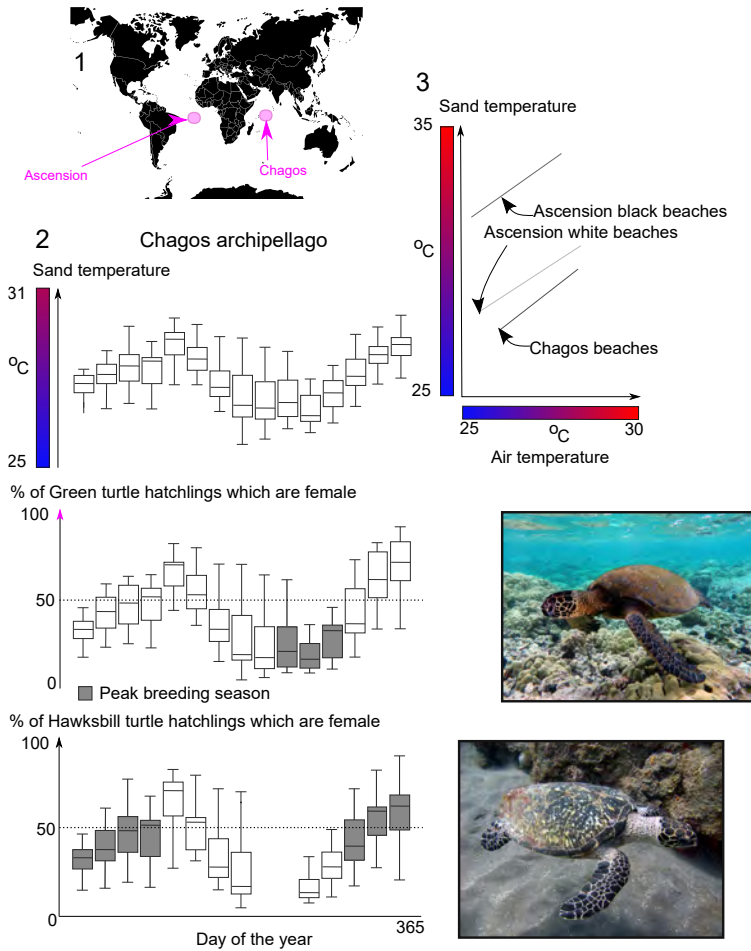 1
Ascension
Chagos
2
Chagos archipellago
Sand temperature
31
ºC
25
3
Sand temperature
35
ºC
25
Ascension black beaches
Ascension white beaches
Chagos beaches
25
ºC
30
Air temperature
% of Green turtle hatchlings which are female
100
50
0
Peak breeding season
% of Hawksbill turtle hatchlings which are female
100
50
0
Day of the year
365